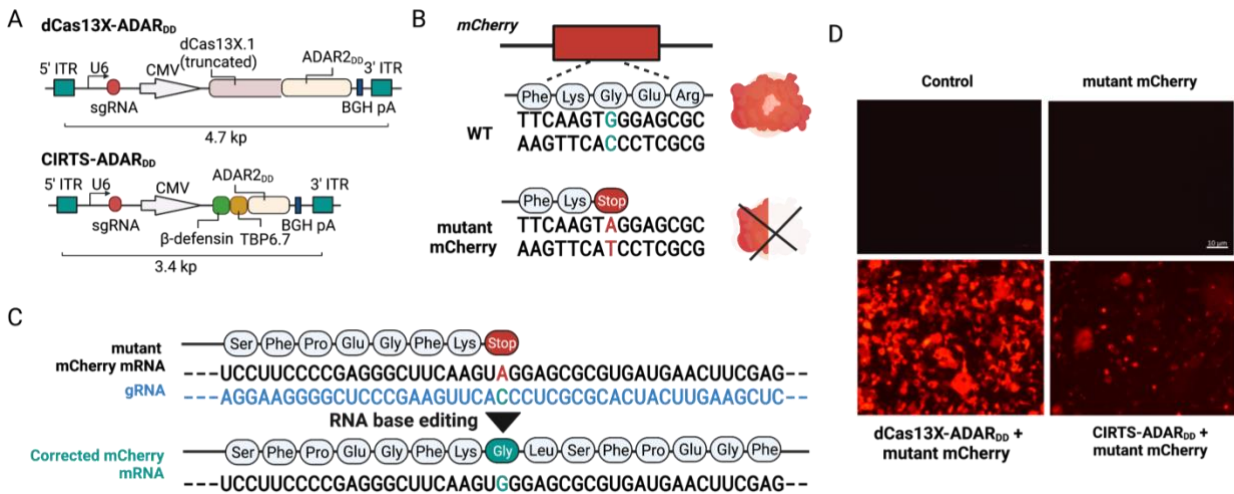 A
dCas13X-ADARDD
dCas13X.1
(truncated)
ADAR2DD
5' ITR
U6
CMV
3' ITR
sgRNA
BGH pA
4.7 kp
CIRTS-ADARDD
ADAR2DD
5' ITR
U6
CMV
3' ITR
sgRNA
BGH pA
β-defensin TBP6.7
3.4 kp
B
mCherry
Phe Lys Gly Glu Arg
WT
TTCAAGTGGGAGCGC
AAGTTCACCCTCGCG
Phe Lys Stop
mutant
mCherry
TTCAAGTAGGAGCGC
AAGTTCATCCTCGCG
C
Ser Phe Pro Glu Gly Phe Lys Stop
mutant
mCherry mRNA
---UCCUUCCCCGAGGGCUUCAAGUAGGAGCGCGUGAUGAACUUCGAG--
gRNA
---AGGAAGGGGCUCCCGAAGUUCACCCUCGCGCACUACUUGAAGCUC--
RNA base editing
Ser Phe Pro Glu Gly Phe Lys Gly Leu Ser Phe Pro Glu Gly Phe
Corrected mCherry
mRNA
---UCCUUCCCCGAGGGCUUCAAGUGGGAGCGCGUGAUGAACUUCGAG--
D
Control
mutant mCherry
10 µm
dCas13X-ADARDD +
mutant mCherry
CIRTS-ADARDD +
mutant mCherry